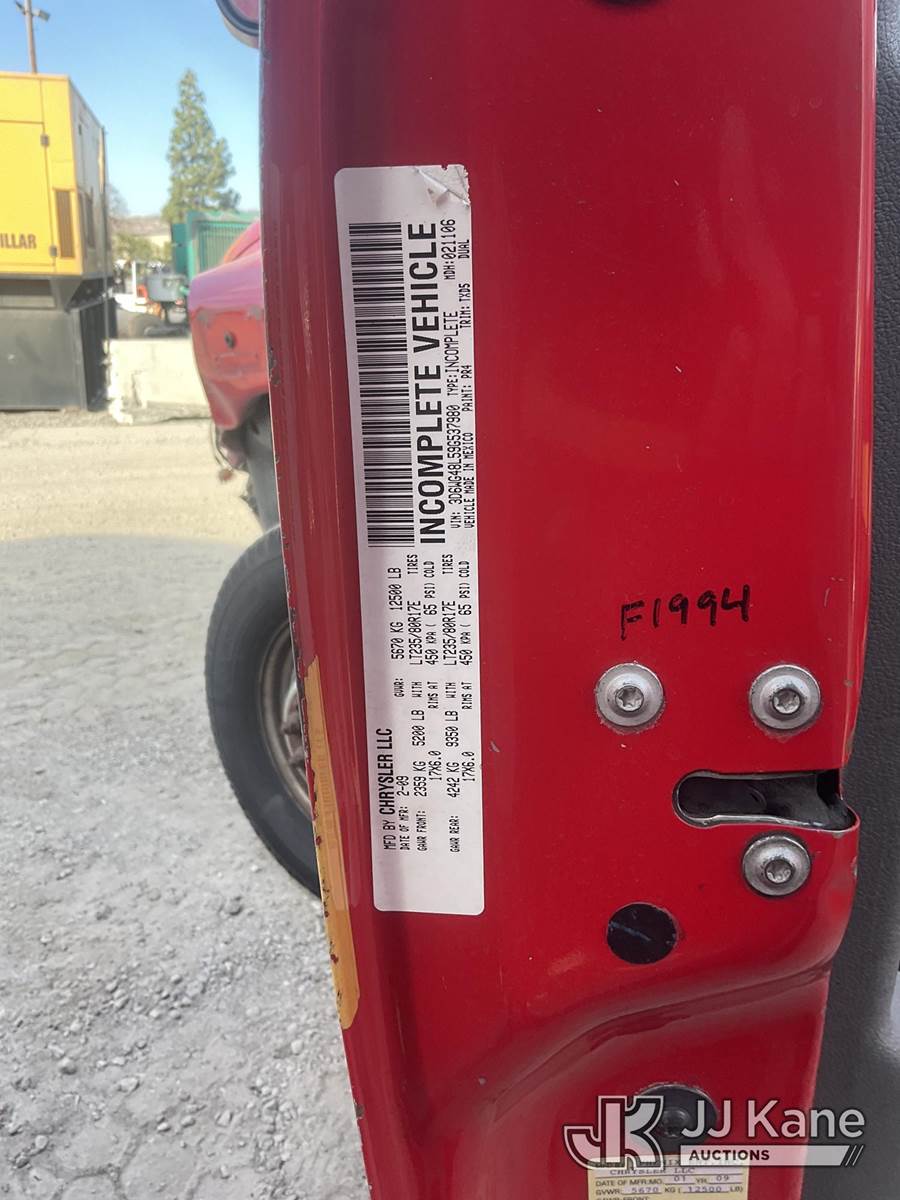 MFD BY CHRYSLER LLC
DATE OF MFR: 2-09 GVWR: 5670 KG 12500 LB
GAWR FRONT: 2359 KG 5200 LB WITH LT235/80R17E TIRES
17X6.0 RIMS AT 450 KPA ( 65 PSI) COLD
GAWR REAR: 4242 KG 9350 LB WITH LT235/80R17E TIRES
17X6.0 RIMS AT 450 KPA ( 65 PSI) COLD
INCOMPLETE VEHICLE
MDH:021106
VIN: 3D6WG48L59G537980 TYPE:INCOMPLETE DUAL
VEHICLE MADE IN MEXICO PAINT: PR4 TRIM: TXD5
F1994
ILLAR
JK JJ Kane
AUCTIONS
CHRYSLER LLC
DATE OF MFR:MO. 01 YR. 09
GVWR: 5670 KG ( 12500 LB)
GAWR FRONT: